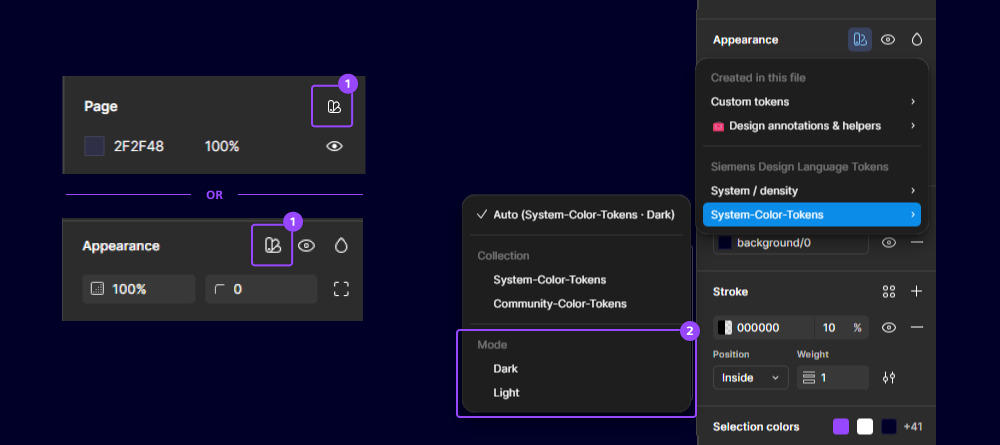 1
Page
2F2F48 100%
OR
1
Appearance
100% 0
Appearance
Created in this file
Custom tokens
Design annotations & helpers
Siemens Design Language Tokens
System / density
System-Color-Tokens
background/0
Stroke
000000 10 %
Position Weight
Inside 1
Selection colors +41
Auto (System-Color-Tokens · Dark)
Collection
System-Color-Tokens
Community-Color-Tokens
2
Mode
Dark
Light